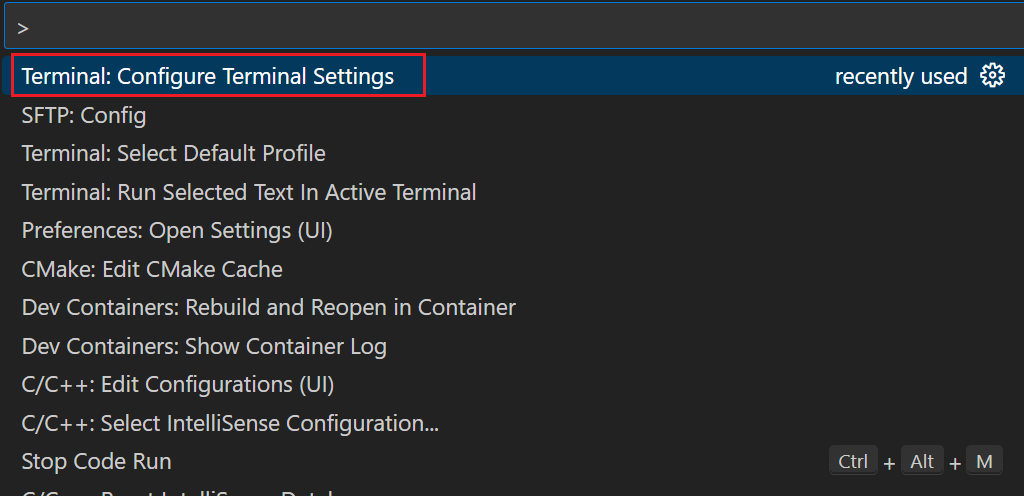 >
Terminal: Configure Terminal Settings recently used
SFTP: Config
Terminal: Select Default Profile
Terminal: Run Selected Text In Active Terminal
Preferences: Open Settings (UI)
CMake: Edit CMake Cache
Dev Containers: Rebuild and Reopen in Container
Dev Containers: Show Container Log
C/C++: Edit Configurations (UI)
C/C++: Select IntelliSense Configuration...
Stop Code Run Ctrl + Alt + M